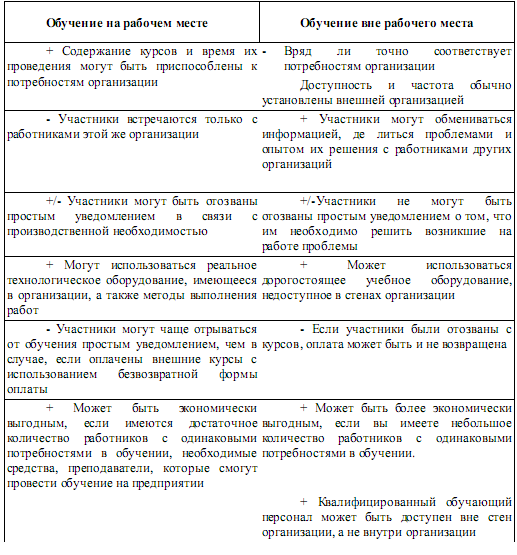 Обучение на рабочем месте
Обучение вне рабочего места
+ Содержание курсов и время их
проведения могут быть приспособлены к
потребностям организации
- Вряд ли точно соответствует
потребностям организации
Доступность и частота обычно
установлены внешней организацией
- Участники встречаются только с
работниками этой же организации
+ Участники могут обмениваться
информацией, де литься проблемами и
опытом их решения с работниками других
организаций
+/- Участники могут быть отозваны
простым уведомлением в связи с
производственной необходимостью
+/-Участники не могут быть
отозваны простым уведомлением о том, что
им необходимо решить возникшие на
работе проблемы
+ Могут использоваться реальное
технологическое оборудование, имеющееся
в организации, а также методы выполнения
работ
+ Может использоваться
дорогостоящее учебное оборудование,
недоступное в стенах организации
- Участники могут чаще отрываться
от обучения простым уведомлением, чем в
случае, если оплачены внешние курсы с
использованием безвозвратной формы
оплаты
- Если участники были отозваны с
курсов, оплата может быть и не возвращена
+ Может быть экономически
выгодным, если имеются достаточное
количество работников с одинаковыми
потребностями в обучении, необходимые
средства, преподаватели, которые смогут
провести обучение на предприятии
+ Может быть более экономически
выгодным, если вы имеете небольшое
количество работников с одинаковыми
потребностями в обучении.
+ Квалифицированный обучающий
персонал может быть доступен вне стен
организации, а не внутри организации